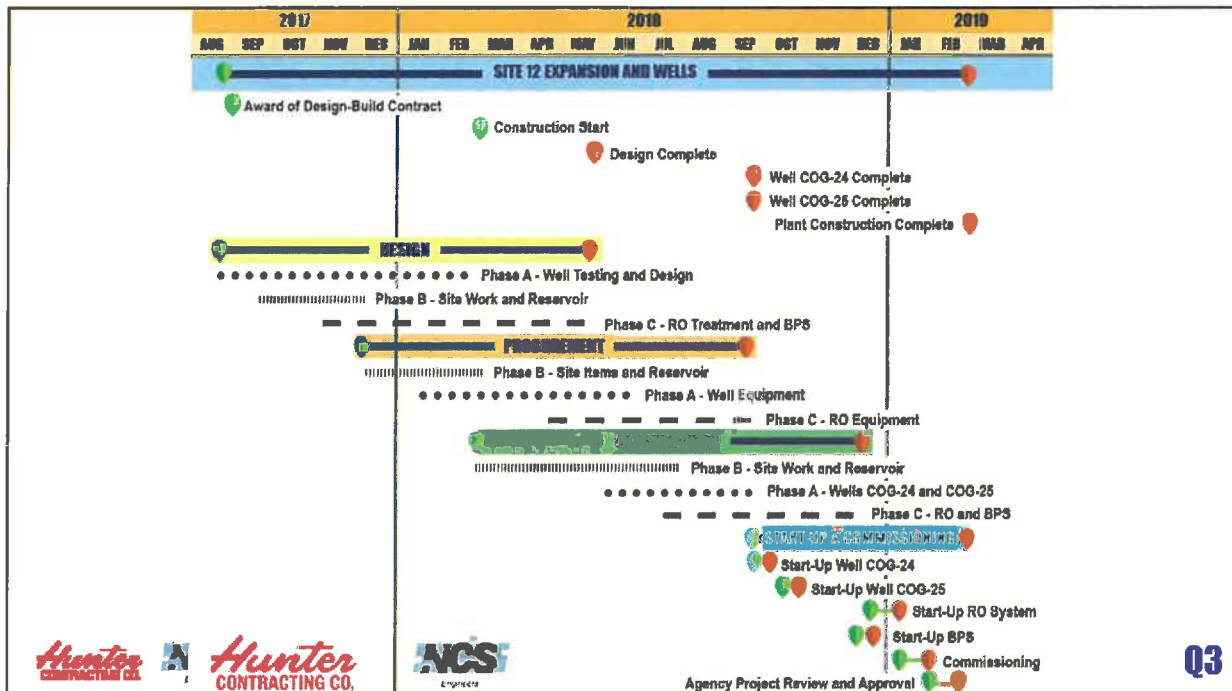 2017 2018 2019
AUG SEP OCT NOV DEC JAN FEB MAR APR MAY JUN JUL AUG SEP OCT NOV DEC JAN FEB MAR APR
SITE 12 EXPANSION AND WELLS
Award of Design-Build Contract
Construction Start
Design Complete
Well COG-24 Complete
Well COG-25 Complete
Plant Construction Complete
DESIGN
Phase A - Well Testing and Design
Phase B - Site Work and Reservoir
Phase C - RO Treatment and BPS
PROCUREMENT
Phase B - Site Items and Reservoir
Phase A - Well Equipment
Phase C - RO Equipment
Phase B - Site Work and Reservoir
Phase A - Wells COG-24 and COG-25
Phase C - RO and BPS
START-UP & COMMISSIONING
Start-Up Well COG-24
Start-Up Well COG-25
Start-Up RO System
Start-Up BPS
Commissioning
Agency Project Review and Approval
Hunter
CONTRACTING CO.
Hunter
CONTRACTING CO.
NCS
Engineers
Q3